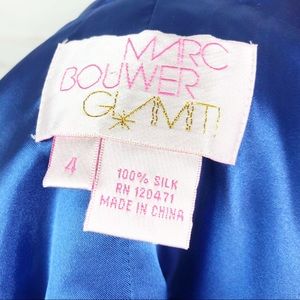 MARC
BOUWER
GLAMIT!
4
100% SILK
RN 120471
MADE IN CHINA